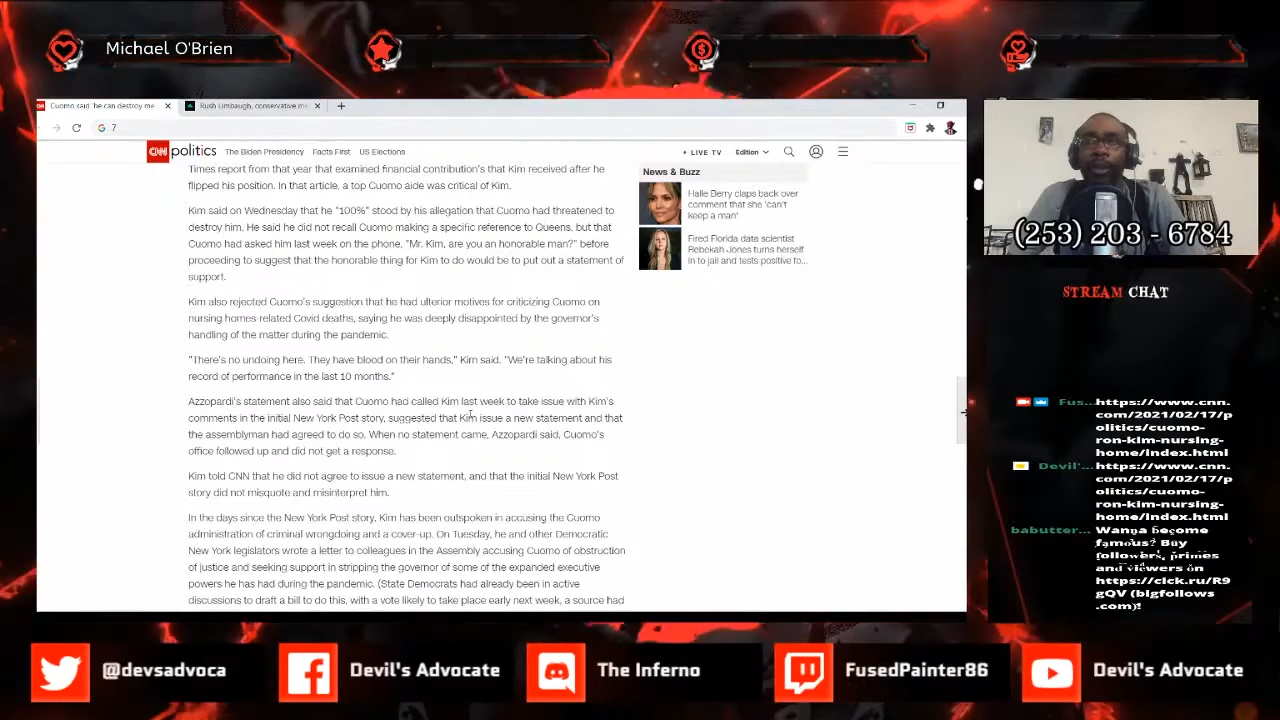 Michael O'Brien
Cuomo said 'he can destroy me
Rush Limbaugh, conservative me
7
CNN politics The Biden Presidency Facts First US Elections LIVE TV Edition
Times report from that year that examined financial contribution's that Kim received after he
flipped his position. In that article, a top Cuomo aide was critical of Kim.
Kim said on Wednesday that he "100%" stood by his allegation that Cuomo had threatened to
destroy him. He said he did not recall Cuomo making a specific reference to Queens, but that
Cuomo had asked him last week on the phone, "Mr. Kim, are you an honorable man?" before
proceeding to suggest that the honorable thing for Kim to do would be to put out a statement of
support.
Kim also rejected Cuomo's suggestion that he had ulterior motives for criticizing Cuomo on
nursing homes-related Covid deaths, saying he was deeply disappointed by the governor's
handling of the matter during the pandemic.
"There's no undoing here. They have blood on their hands," Kim said. "We're talking about his
record of performance in the last 10 months."
Azzopardi's statement also said that Cuomo had called Kim last week to take issue with Kim's
comments in the initial New York Post story, suggested that Kim issue a new statement and that
the assemblyman had agreed to do so. When no statement came, Azzopardi said, Cuomo's
office followed up and did not get a response.
Kim told CNN that he did not agree to issue a new statement, and that the initial New York Post
story did not misquote and misinterpret him.
In the days since the New York Post story, Kim has been outspoken in accusing the Cuomo
administration of criminal wrongdoing and a cover-up. On Tuesday, he and other Democratic
New York legislators wrote a letter to colleagues in the Assembly accusing Cuomo of obstruction
of justice and seeking support in stripping the governor of some of the expanded executive
powers he has had during the pandemic. (State Democrats had already been in active
discussions to draft a bill to do this, with a vote likely to take place early next week, a source had
News & Buzz
Halle Berry claps back over
comment that she 'can't
keep a man'
Fired Florida data scientist
Rebekah Jones turns herself
in to jail and tests positive fo...
(253) 203 - 6784
STREAM CHAT
Fus... https://www.cnn.
com/2021/02/17/p
olitics/cuomo-
ron-kim-nursing-
home/index.html
Devil'... https://www.cnn.
com/2021/02/17/p
olitics/cuomo-
ron-kim-nursing-
home/index.html
babutter... Wanna become
famous? Buy
followers, primes
and viewers on
https://clck.ru/R9
gQV (bigfollows
.com)!
@devsadvoca
Devil's Advocate
The Inferno
FusedPainter86
Devil's Advocate